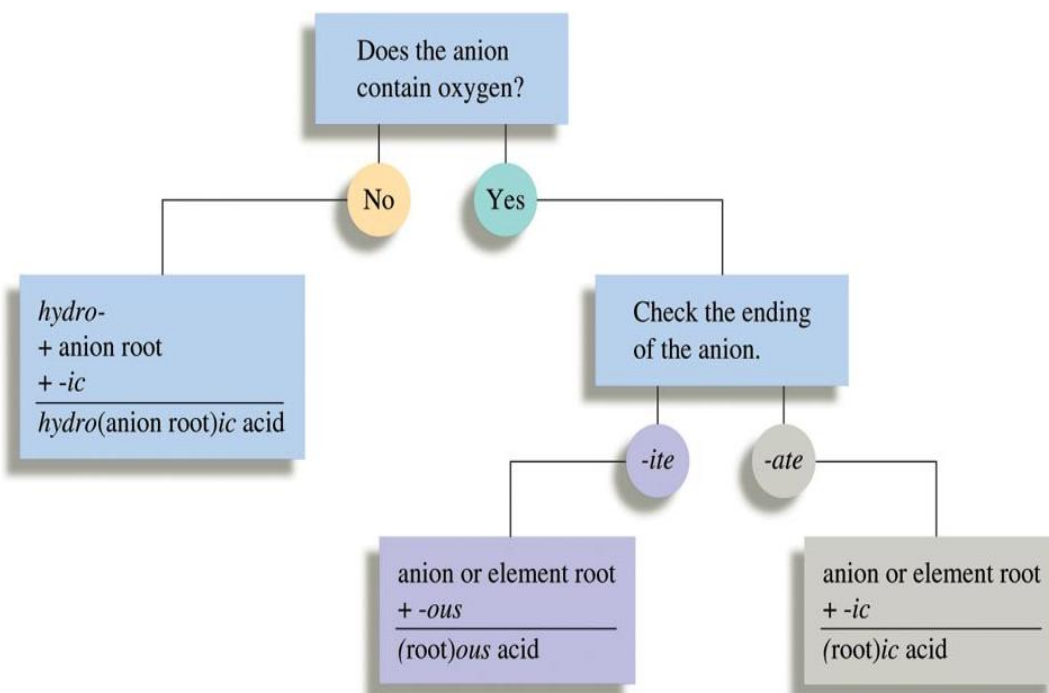 Does the anion
contain oxygen?
No
Yes
hydro-
+ anion root
+ -ic
hydro(anion root)ic acid
Check the ending
of the anion.
-ite
-ate
anion or element root
+ -ous
(root)ous acid
anion or element root
+ -ic
(root)ic acid